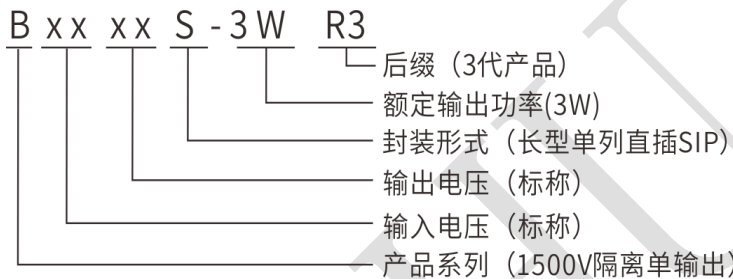 B xx xx S - 3W R3
后缀（3代产品）
额定输出功率(3W)
封装形式（长型单列直插SIP）
输出电压（标称）
输入电压（标称）
产品系列（1500V隔离单输出）